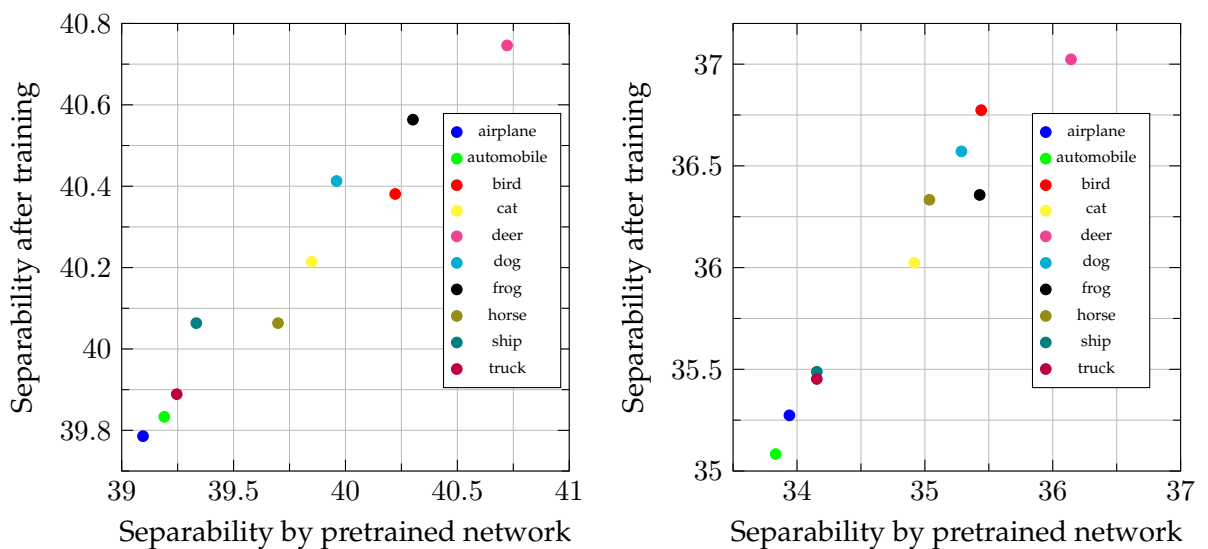 40.8
40.6
40.4
40.2
40
39.8
39
39.5
40
40.5
41
Separability after training
Separability by pretrained network
airplane
automobile
bird
cat
deer
dog
frog
horse
ship
truck
37
36.5
36
35.5
35
34
35
36
37
Separability after training
Separability by pretrained network
airplane
automobile
bird
cat
deer
dog
frog
horse
ship
truck